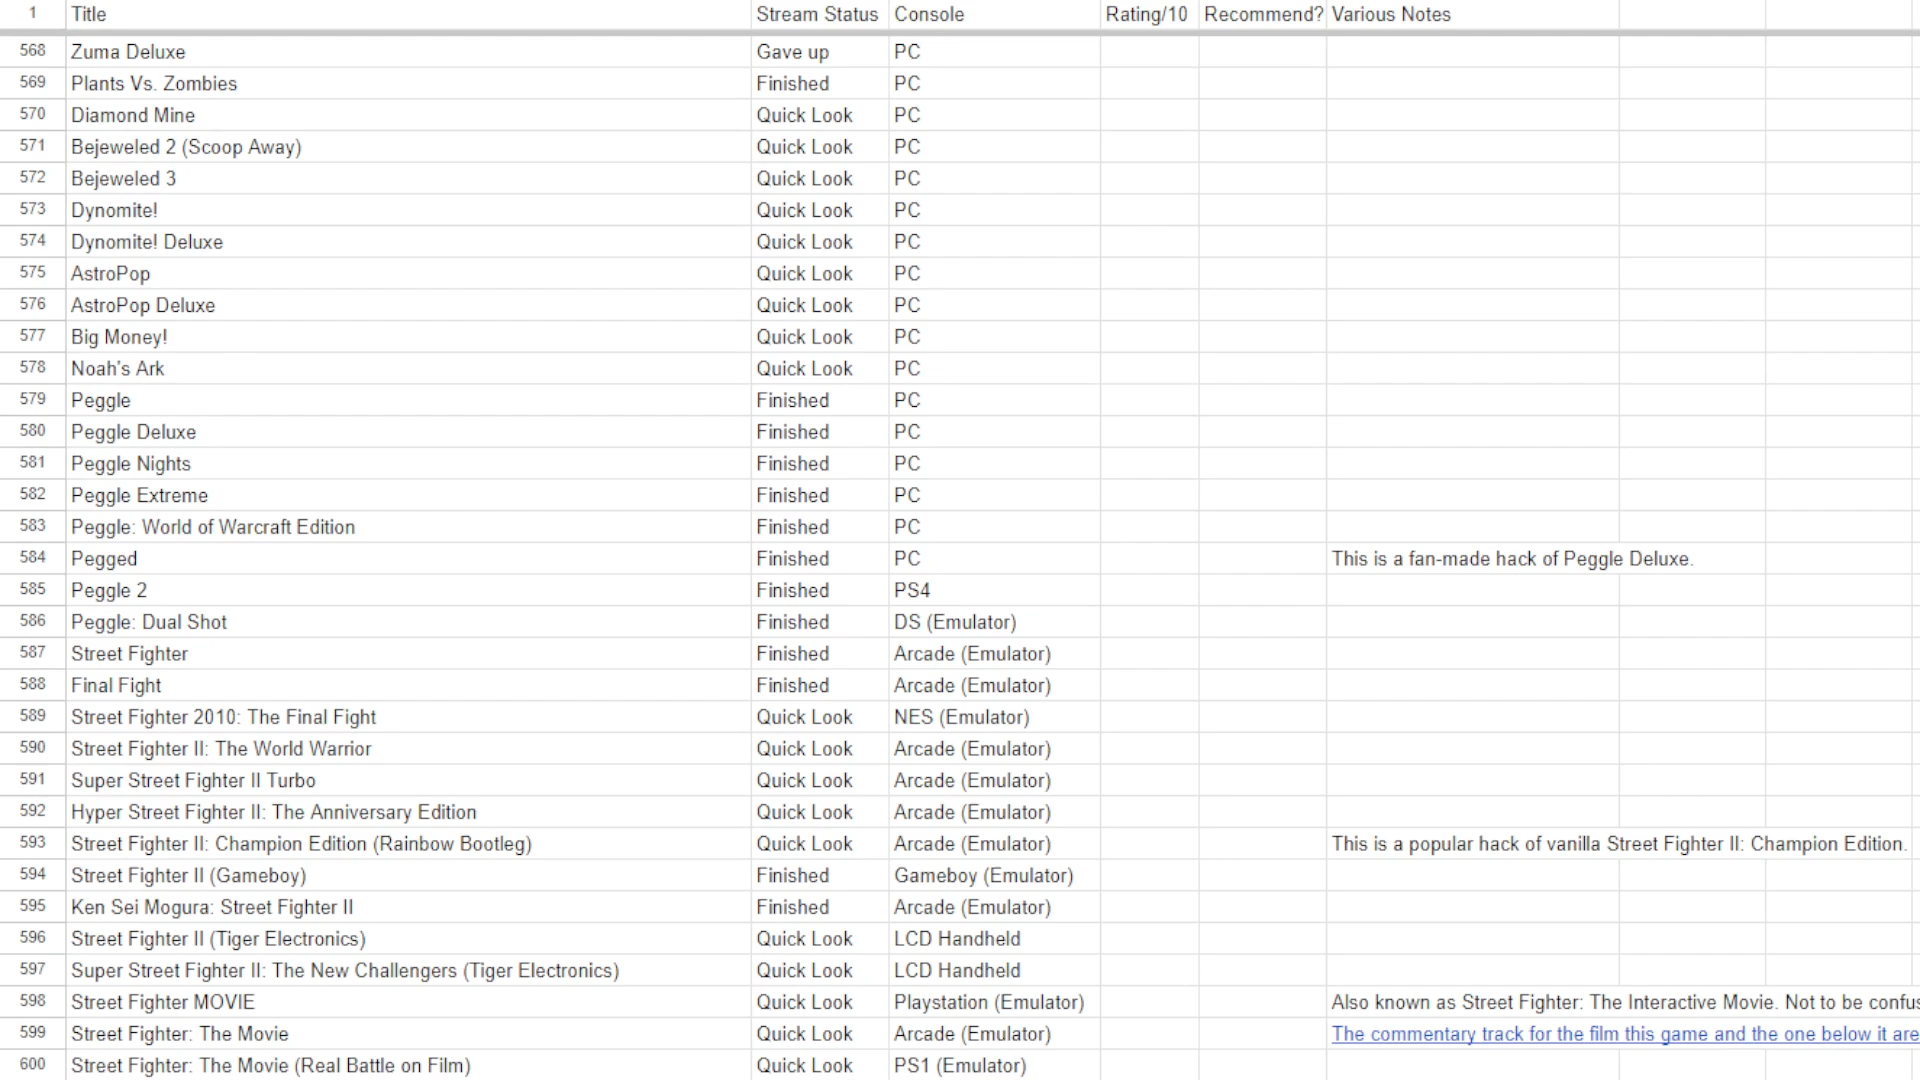 1 Title Stream Status Console Rating/10 Recommend? Various Notes
568 Zuma Deluxe Gave up PC
569 Plants Vs. Zombies Finished PC
570 Diamond Mine Quick Look PC
571 Bejeweled 2 (Scoop Away) Quick Look PC
572 Bejeweled 3 Quick Look PC
573 Dynomite! Quick Look PC
574 Dynomite! Deluxe Quick Look PC
575 AstroPop Quick Look PC
576 AstroPop Deluxe Quick Look PC
577 Big Money! Quick Look PC
578 Noah's Ark Quick Look PC
579 Peggle Finished PC
580 Peggle Deluxe Finished PC
581 Peggle Nights Finished PC
582 Peggle Extreme Finished PC
583 Peggle: World of Warcraft Edition Finished PC
584 Pegged Finished PC This is a fan-made hack of Peggle Deluxe.
585 Peggle 2 Finished PS4
586 Peggle: Dual Shot Finished DS (Emulator)
587 Street Fighter Finished Arcade (Emulator)
588 Final Fight Finished Arcade (Emulator)
589 Street Fighter 2010: The Final Fight Quick Look NES (Emulator)
590 Street Fighter II: The World Warrior Quick Look Arcade (Emulator)
591 Super Street Fighter II Turbo Quick Look Arcade (Emulator)
592 Hyper Street Fighter II: The Anniversary Edition Quick Look Arcade (Emulator)
593 Street Fighter II: Champion Edition (Rainbow Bootleg) Quick Look Arcade (Emulator) This is a popular hack of vanilla Street Fighter II: Champion Edition.
594 Street Fighter II (Gameboy) Finished Gameboy (Emulator)
595 Ken Sei Mogura: Street Fighter II Finished Arcade (Emulator)
596 Street Fighter II (Tiger Electronics) Quick Look LCD Handheld
597 Super Street Fighter II: The New Challengers (Tiger Electronics) Quick Look LCD Handheld
598 Street Fighter MOVIE Quick Look Playstation (Emulator) Also known as Street Fighter: The Interactive Movie. Not to be confus
599 Street Fighter: The Movie Quick Look Arcade (Emulator) The commentary track for the film this game and the one below it are
600 Street Fighter: The Movie (Real Battle on Film) Quick Look PS1 (Emulator)